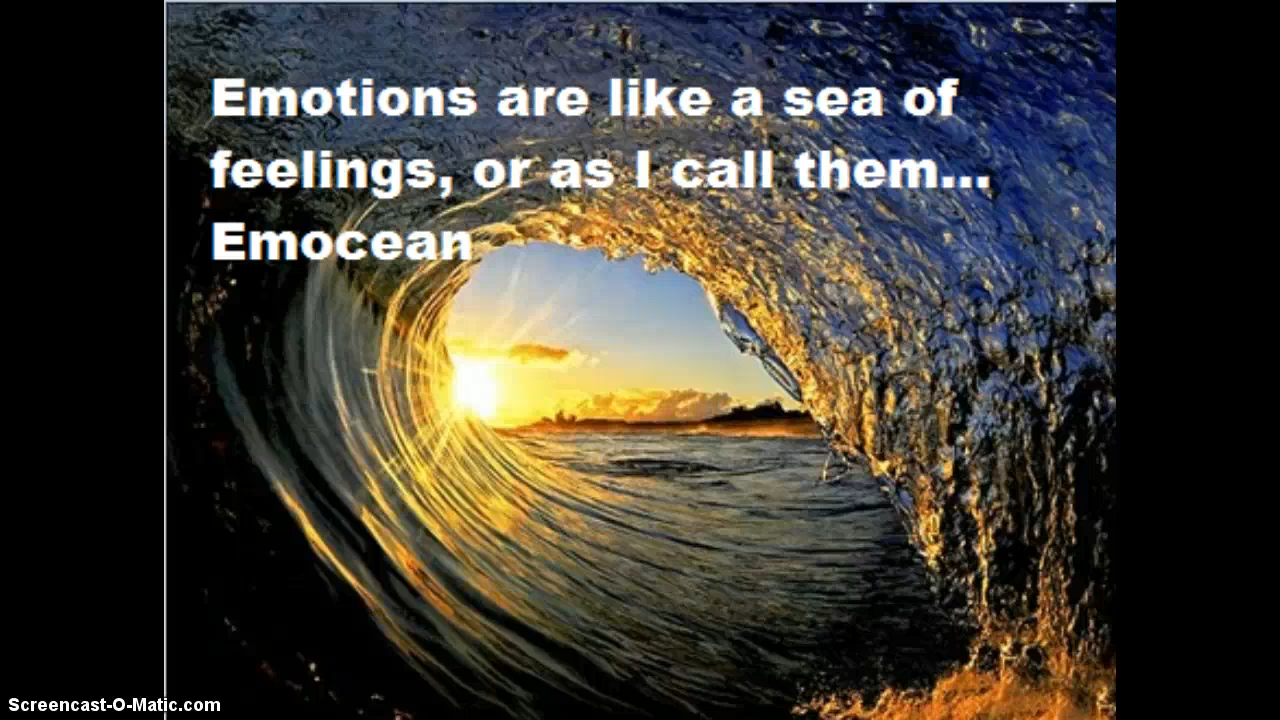 Emotions are like a sea of
feelings, or as I call them...
Emocean
Screencast-O-Matic.com